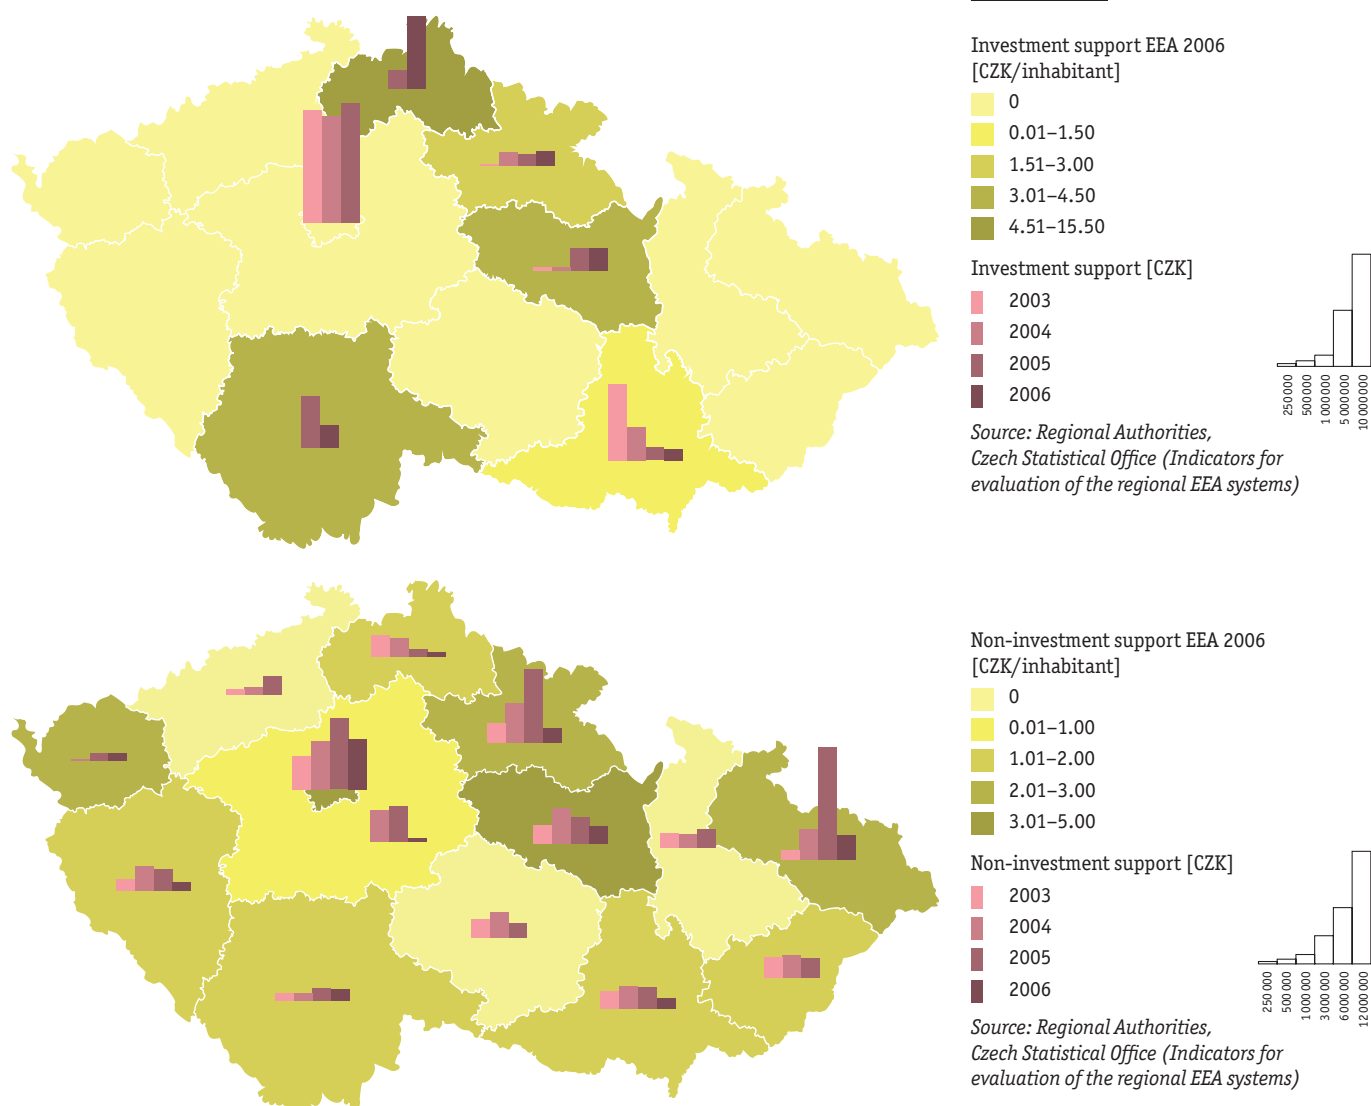 Investment support EEA 2006
[CZK/inhabitant]
0
0.01–1.50
1.51–3.00
3.01–4.50
4.51–15.50
Investment support [CZK]
2003
2004
2005
2006
250 000
500 000
1 000 000
5 000 000
10 000 000
Source: Regional Authorities,
Czech Statistical Office (Indicators for
evaluation of the regional EEA systems)
Non-investment support EEA 2006
[CZK/inhabitant]
0
0.01–1.00
1.01–2.00
2.01–3.00
3.01–5.00
Non-investment support [CZK]
2003
2004
2005
2006
250 000
500 000
1 000 000
3 000 000
6 000 000
12 000 000
Source: Regional Authorities,
Czech Statistical Office (Indicators for
evaluation of the regional EEA systems)